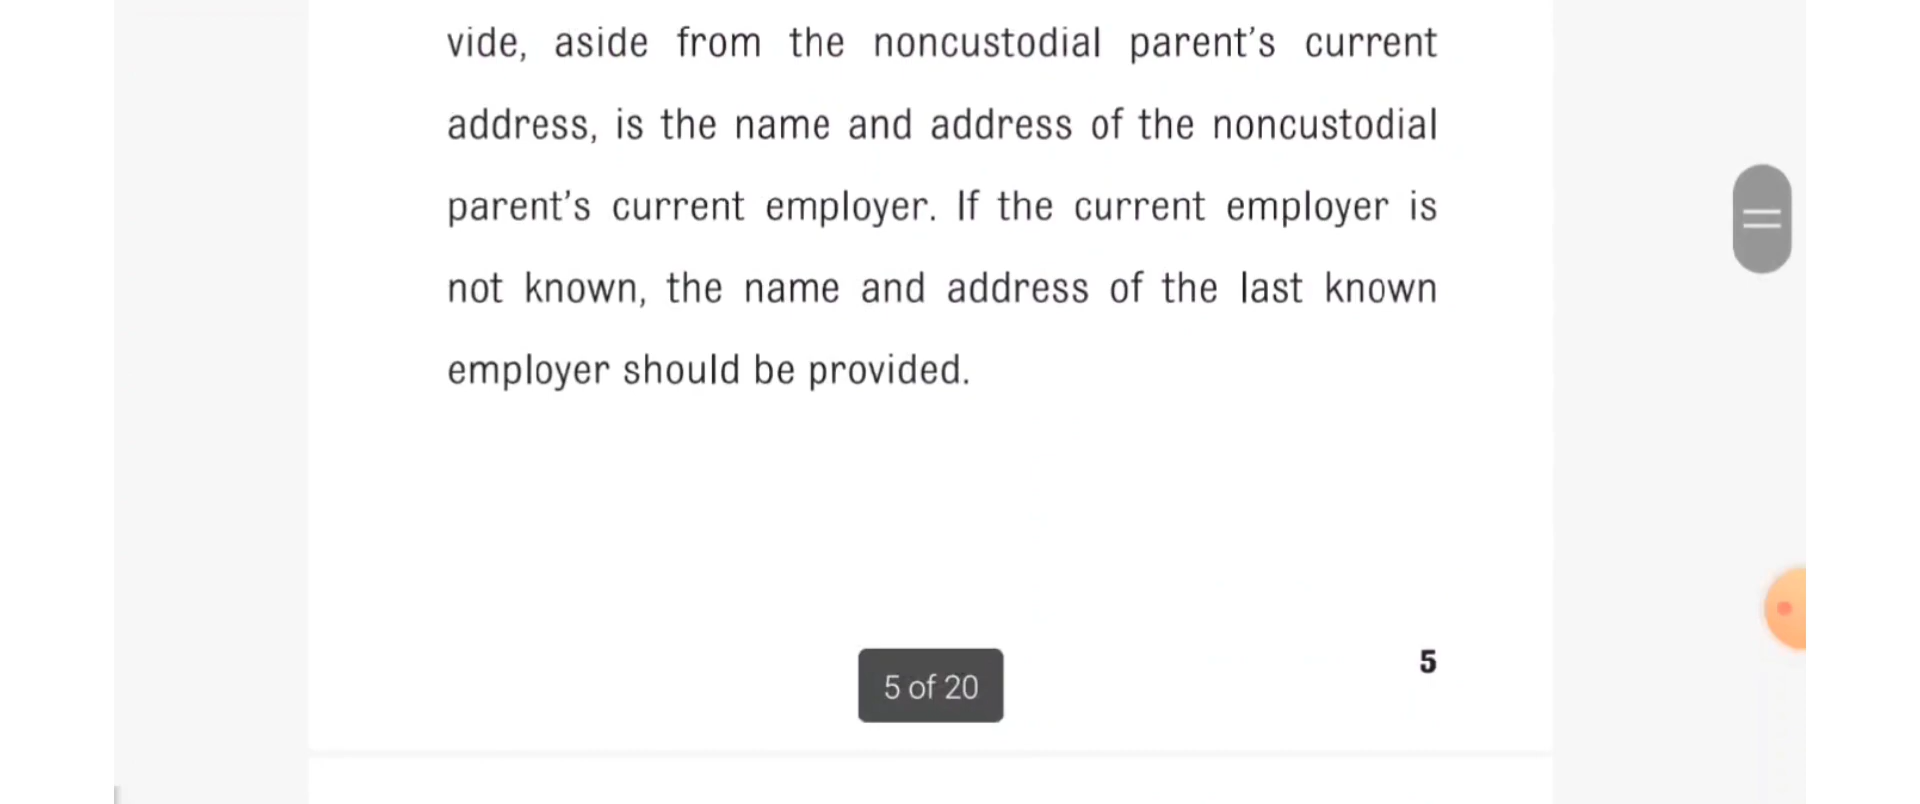 vide, aside from the noncustodial parent’s current
address, is the name and address of the noncustodial
parent’s current employer. If the current employer is
not known, the name and address of the last known
employer should be provided.
5
5 of 20